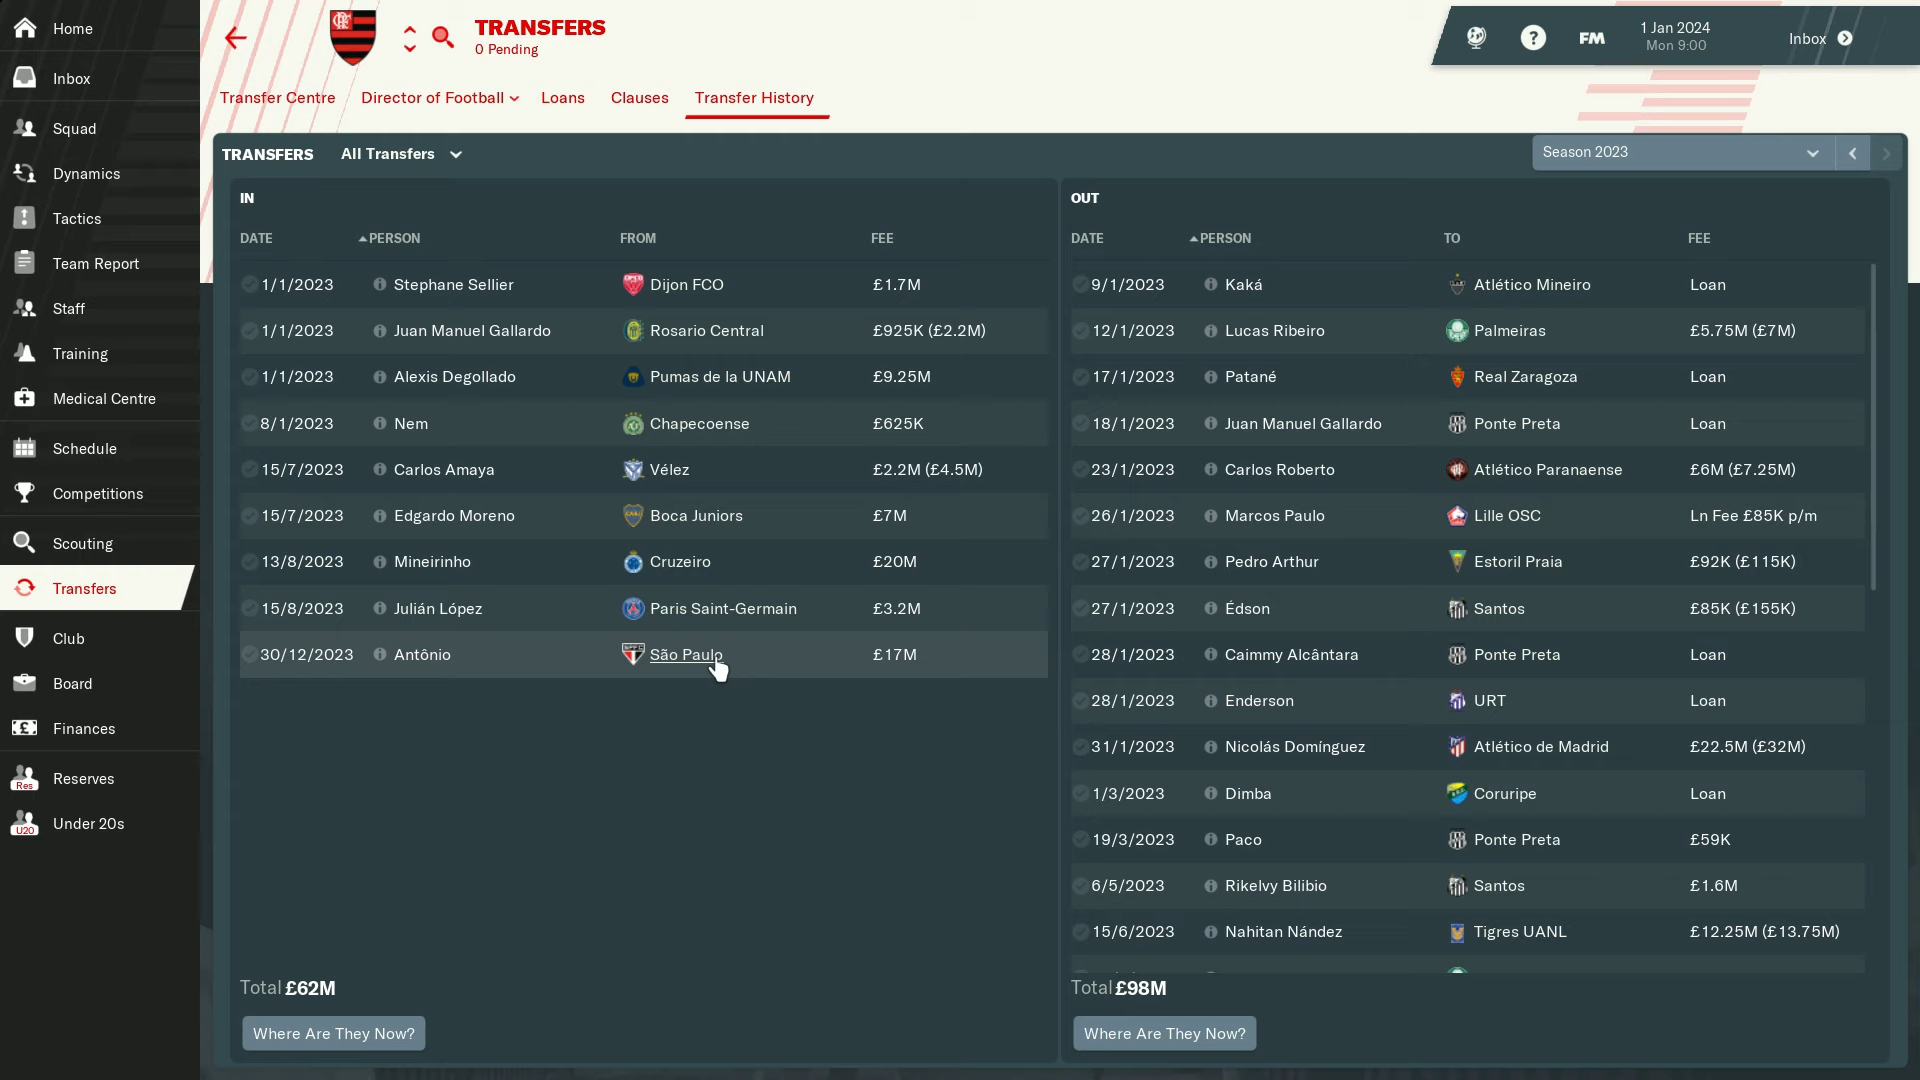 Home
Inbox
Squad
Dynamics
Tactics
Team Report
Staff
Training
Medical Centre
Schedule
Competitions
Scouting
Transfers
Club
Board
Finances
Res
Reserves
U20
Under 20s
TRANSFERS
0 Pending
?
FM
1 Jan 2024
Mon 9:00
Inbox
Transfer Centre Director of Football Loans Clauses Transfer History
TRANSFERS All Transfers
Season 2023
IN
DATE PERSON FROM FEE
1/1/2023 Stephane Sellier Dijon FCO £1.7M
1/1/2023 Juan Manuel Gallardo Rosario Central £925K (£2.2M)
1/1/2023 Alexis Degollado Pumas de la UNAM £9.25M
8/1/2023 Nem Chapecoense £625K
15/7/2023 Carlos Amaya Vélez £2.2M (£4.5M)
15/7/2023 Edgardo Moreno Boca Juniors £7M
13/8/2023 Mineirinho Cruzeiro £20M
15/8/2023 Julián López Paris Saint-Germain £3.2M
30/12/2023 Antônio São Paulo £17M
Total £62M
Where Are They Now?
OUT
DATE PERSON TO FEE
9/1/2023 Kaká Atlético Mineiro Loan
12/1/2023 Lucas Ribeiro Palmeiras £5.75M (£7M)
17/1/2023 Patané Real Zaragoza Loan
18/1/2023 Juan Manuel Gallardo Ponte Preta Loan
23/1/2023 Carlos Roberto Atlético Paranaense £6M (£7.25M)
26/1/2023 Marcos Paulo Lille OSC Ln Fee £85K p/m
27/1/2023 Pedro Arthur Estoril Praia £92K (£115K)
27/1/2023 Édson Santos £85K (£155K)
28/1/2023 Caimmy Alcântara Ponte Preta Loan
28/1/2023 Enderson URT Loan
31/1/2023 Nicolás Domínguez Atlético de Madrid £22.5M (£32M)
1/3/2023 Dimba Coruripe Loan
19/3/2023 Paco Ponte Preta £59K
6/5/2023 Rikelvy Bilibio Santos £1.6M
15/6/2023 Nahitan Nández Tigres UANL £12.25M (£13.75M)
Total £98M
Where Are They Now?